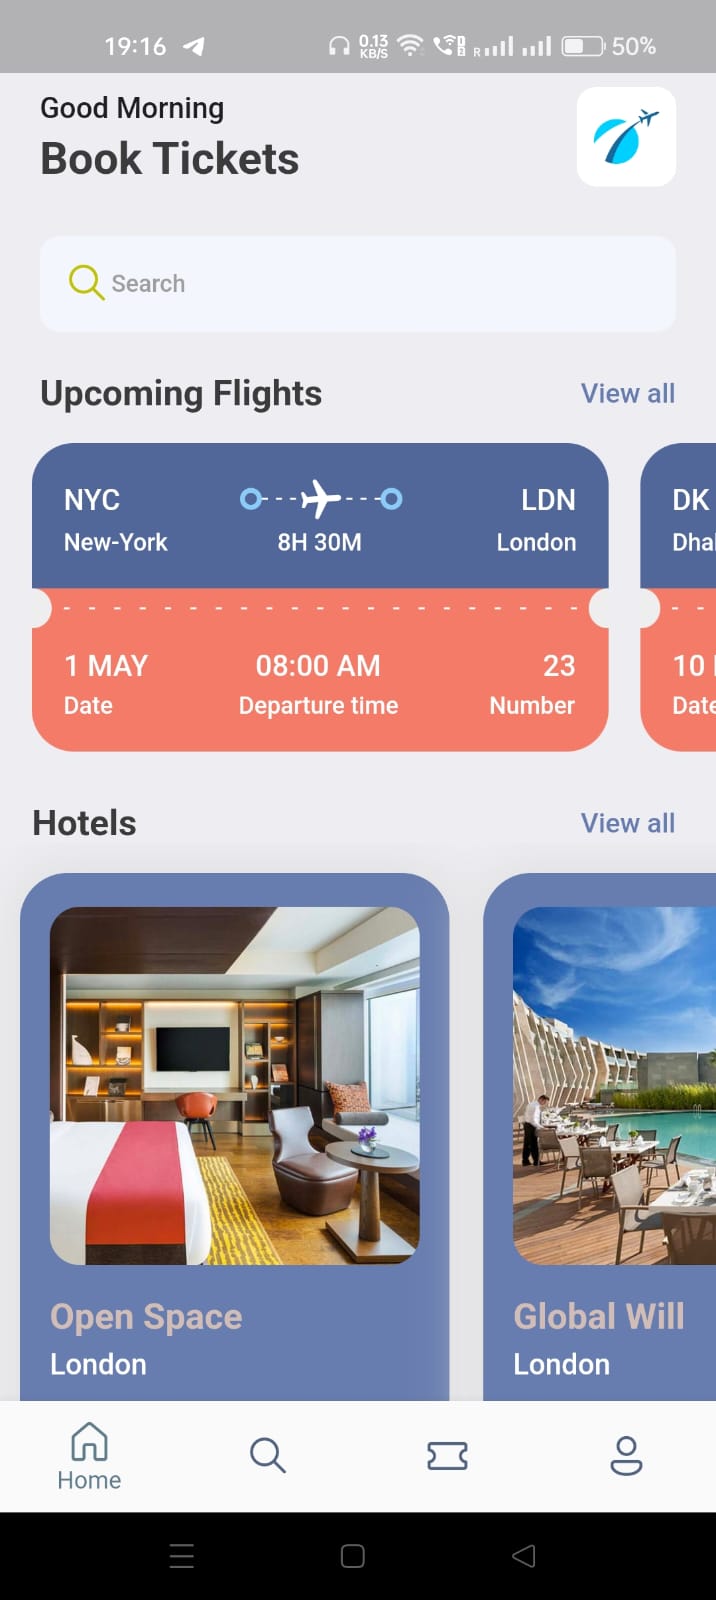 19:16 0.13 KB/S R 50%
Good Morning
Book Tickets
Search
Upcoming Flights View all
NYC LDN DK
New-York 8H 30M London Dha
1 MAY 08:00 AM 23 10
Date Departure time Number Date
Hotels View all
Open Space Global Will
London London
Home